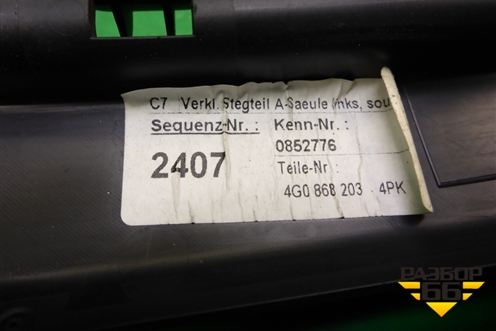 C7 Verkl. Stegteil A-Saeule links, sou
Sequenz-Nr. : Kenn-Nr. :
2407 0852776
Teile-Nr :
4G0 868 203 4PK
РАЗБОР
66